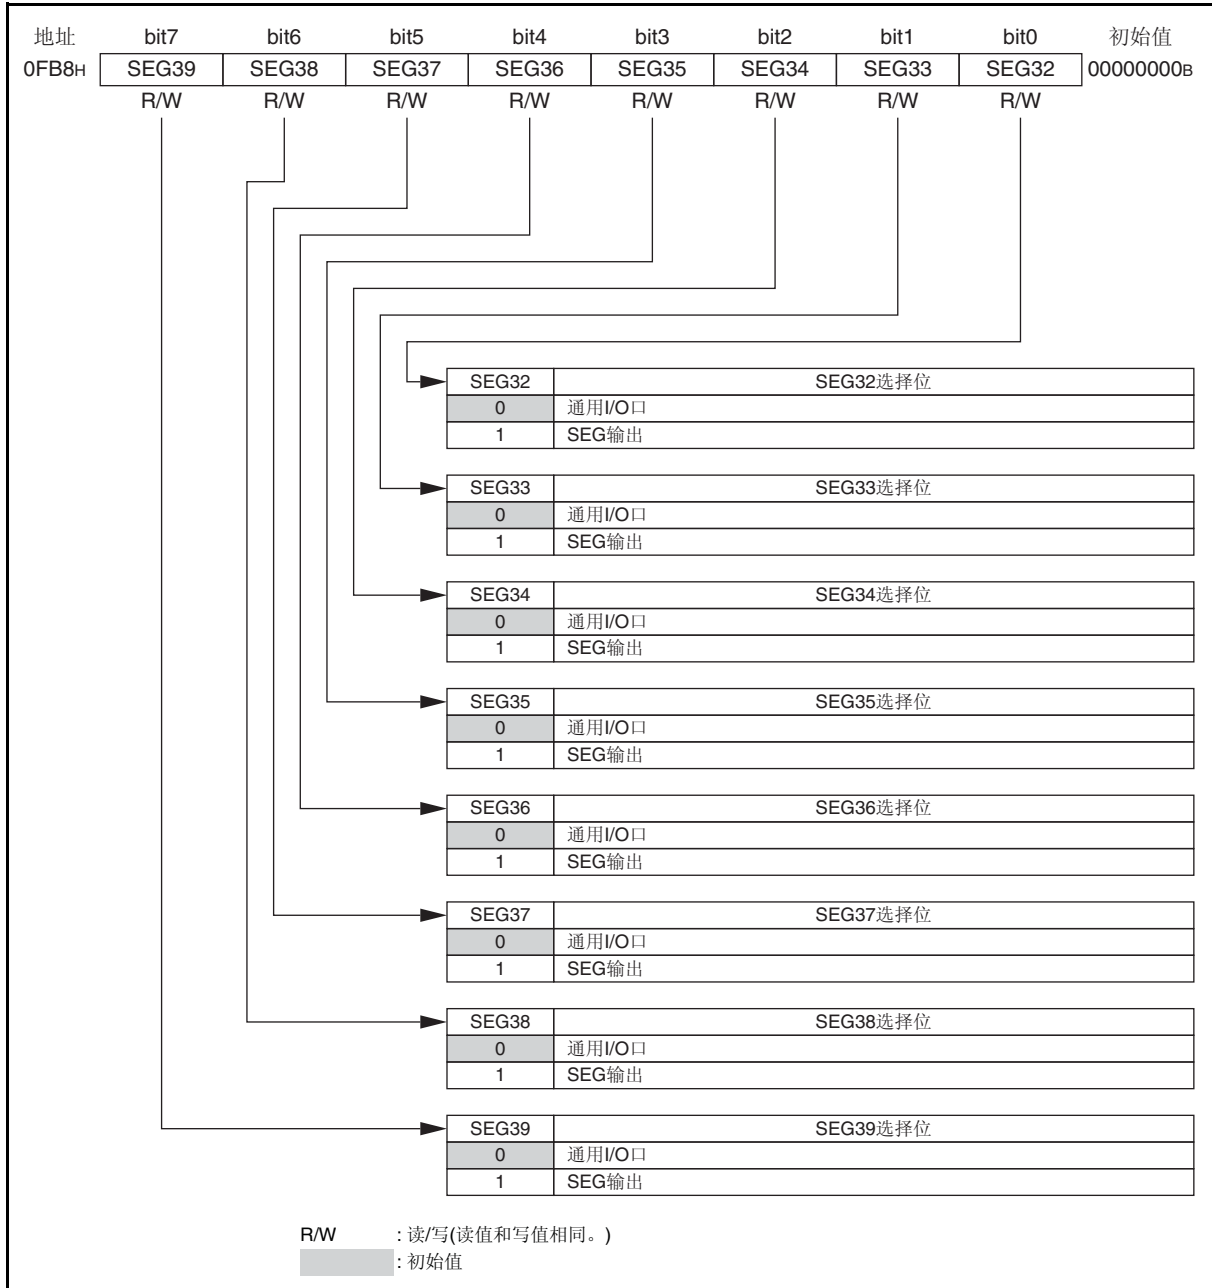 地址 bit7 bit6 bit5 bit4 bit3 bit2 bit1 bit0 初始值
0FB8H SEG39 SEG38 SEG37 SEG36 SEG35 SEG34 SEG33 SEG32 00000000B
R/W R/W R/W R/W R/W R/W R/W R/W
SEG32 SEG32选择位
0 通用I/O口
1 SEG输出
SEG33 SEG33选择位
0 通用I/O口
1 SEG输出
SEG34 SEG34选择位
0 通用I/O口
1 SEG输出
SEG35 SEG35选择位
0 通用I/O口
1 SEG输出
SEG36 SEG36选择位
0 通用I/O口
1 SEG输出
SEG37 SEG37选择位
0 通用I/O口
1 SEG输出
SEG38 SEG38选择位
0 通用I/O口
1 SEG输出
SEG39 SEG39选择位
0 通用I/O口
1 SEG输出
R/W : 读/写(读值和写值相同。)
: 初始值